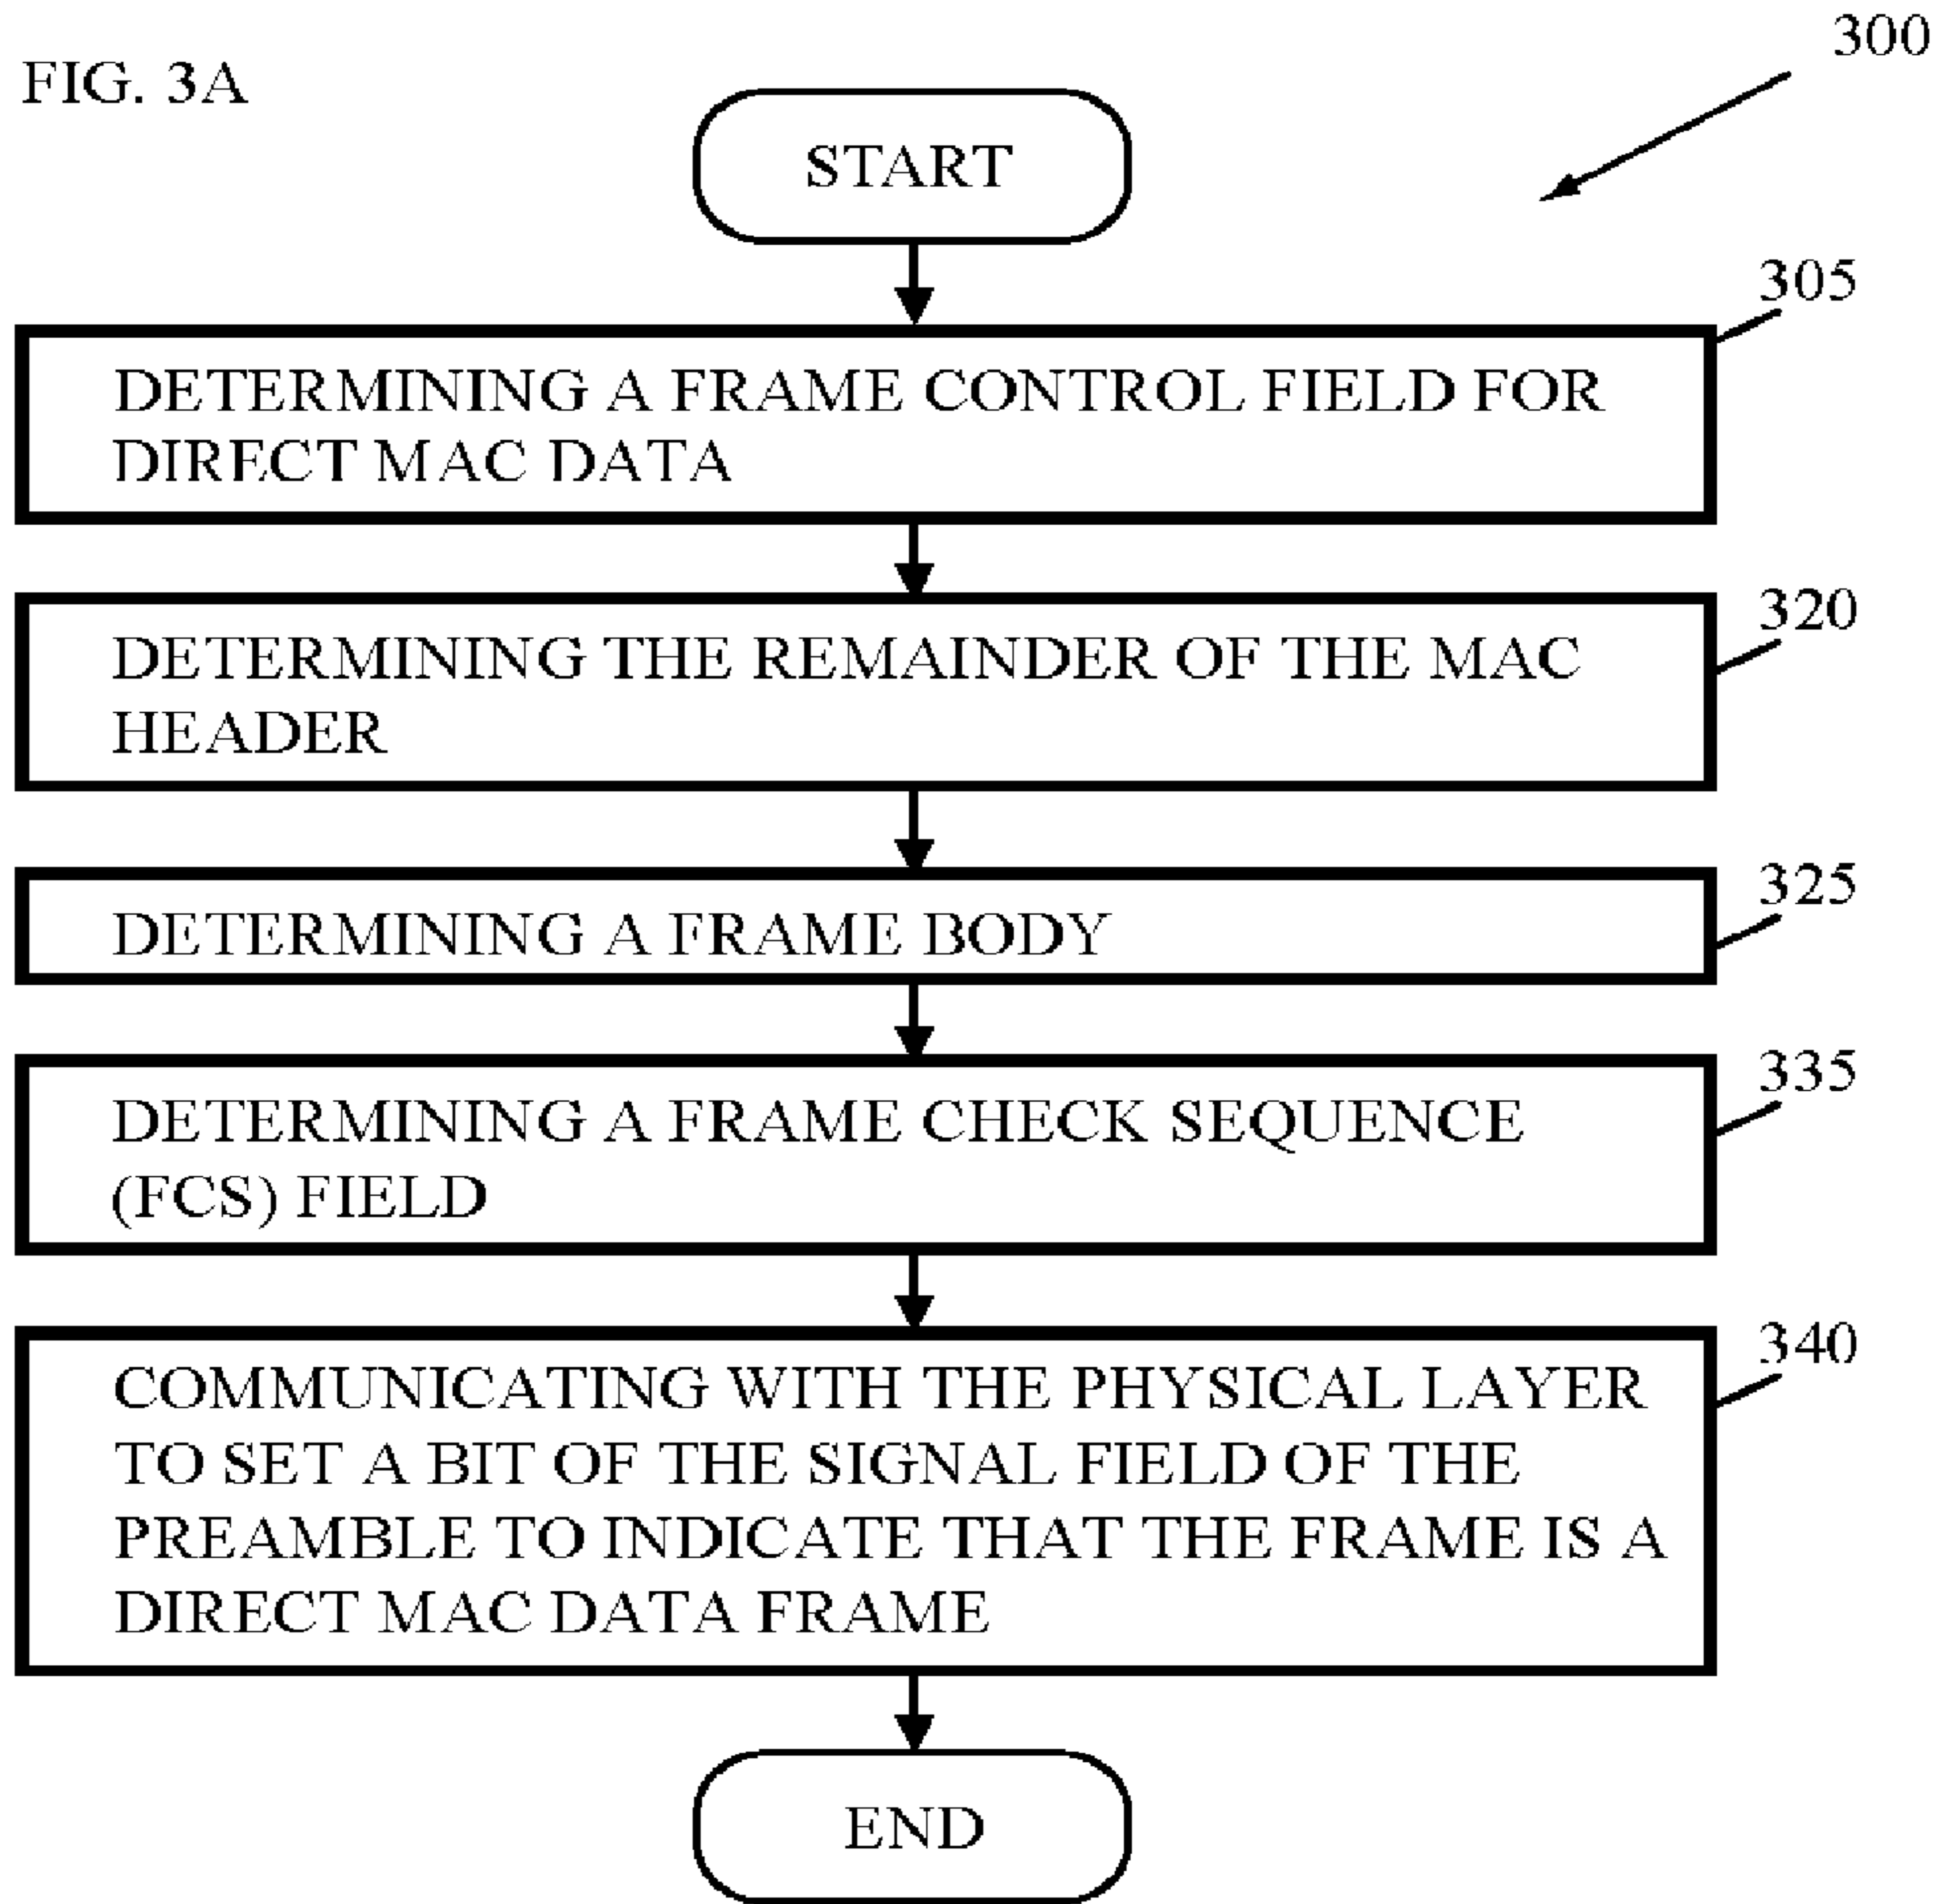 300
FIG. 3A
START
305
DETERMINING A FRAME CONTROL FIELD FOR
DIRECT MAC DATA
320
DETERMINING THE REMAINDER OF THE MAC
HEADER
325
DETERMINING A FRAME BODY
335
DETERMINING A FRAME CHECK SEQUENCE
(FCS) FIELD
340
COMMUNICATING WITH THE PHYSICAL LAYER
TO SET A BIT OF THE SIGNAL FIELD OF THE
PREAMBLE TO INDICATE THAT THE FRAME IS A
DIRECT MAC DATA FRAME
END